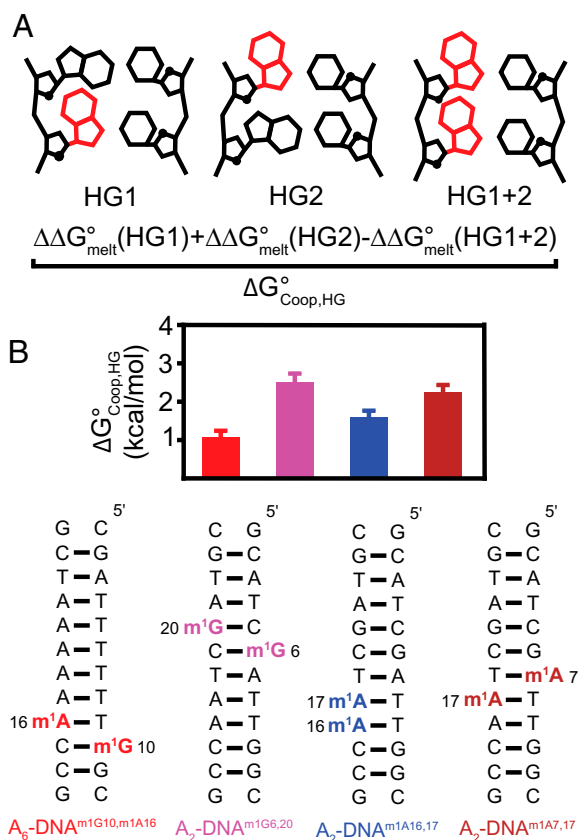 A
HG1 HG2 HG1+2
ΔΔG°melt(HG1)+ΔΔG°melt(HG2)-ΔΔG°melt(HG1+2)
ΔG°Coop,HG
B
ΔG°Coop,HG
(kcal/mol)
4
3
2
1
5' 5' 5' 5'
G C C G C G C G
C G G C G C G C
T A T A T A T A
A T A T A T A T
A T 20 m¹G C G C G C
A T C m¹G 6 C G C G
A T T A T A T m¹A 7
A T A T 17 m¹A T 17 m¹A T
16 m¹A T A T 16 m¹A T A T
C m¹G 10 C G C G C G
C G C G C G C G
G C G C G C G C
A₆-DNAᵐ¹ᴳ¹⁰,ᵐ¹ᴬ¹⁶ A₂-DNAᵐ¹ᴳ⁶,²⁰ A₂-DNAᵐ¹ᴬ¹⁶,¹⁷ A₂-DNAᵐ¹ᴬ⁷,¹⁷